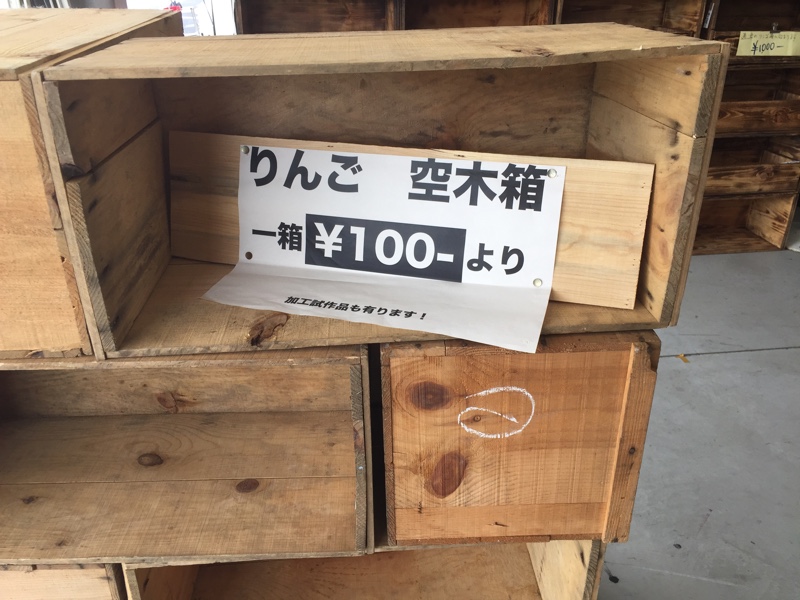 りんご　空木箱
一箱 ¥100-より
加工試作品も有ります！
¥1000-